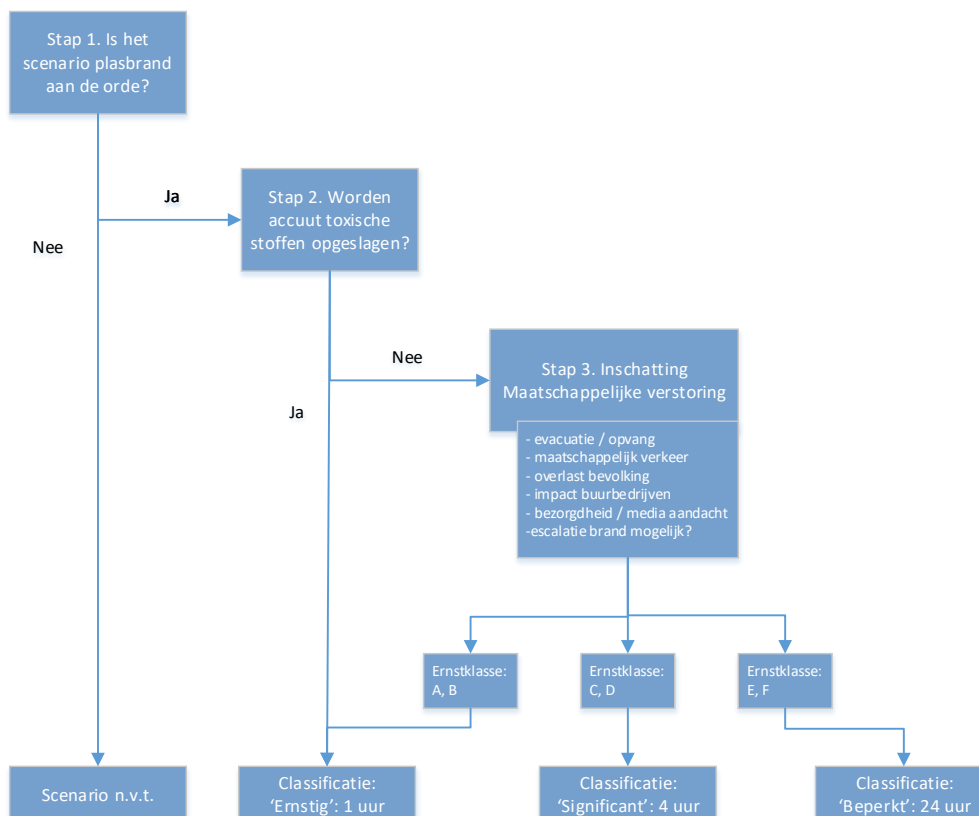 Stap 1. Is het
scenario plasbrand
aan de orde?
Ja
Nee
Stap 2. Worden
accuut toxische
stoffen opgeslagen?
Nee
Ja
Stap 3. Inschatting
Maatschappelijke verstoring
- evacuatie / opvang
- maatschappelijk verkeer
- overlast bevolking
- impact buurbedrijven
- bezorgdheid / media aandacht
-escalatie brand mogelijk?
Ernstklasse:
A, B
Ernstklasse:
C, D
Ernstklasse:
E, F
Scenario n.v.t.
Classificatie:
‘Ernstig’: 1 uur
Classificatie:
‘Significant’: 4 uur
Classificatie:
‘Beperkt’: 24 uur